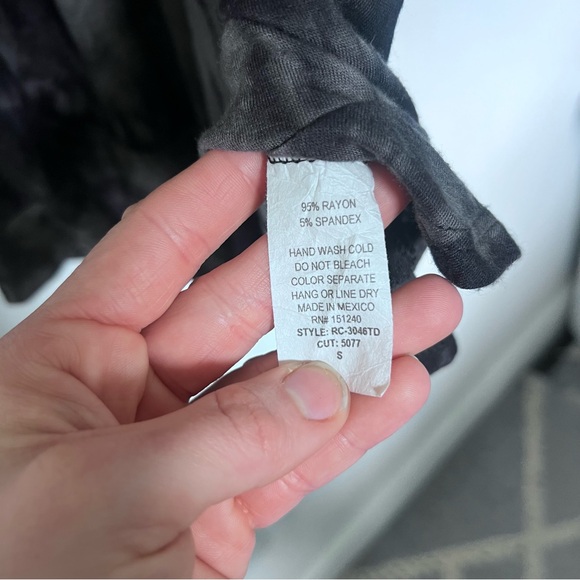 95% RAYON
5% SPANDEX
HAND WASH COLD
DO NOT BLEACH
COLOR SEPARATE
HANG OR LINE DRY
MADE IN MEXICO
RN# 151240
STYLE: RC-3046TD
CUT: 5077
S